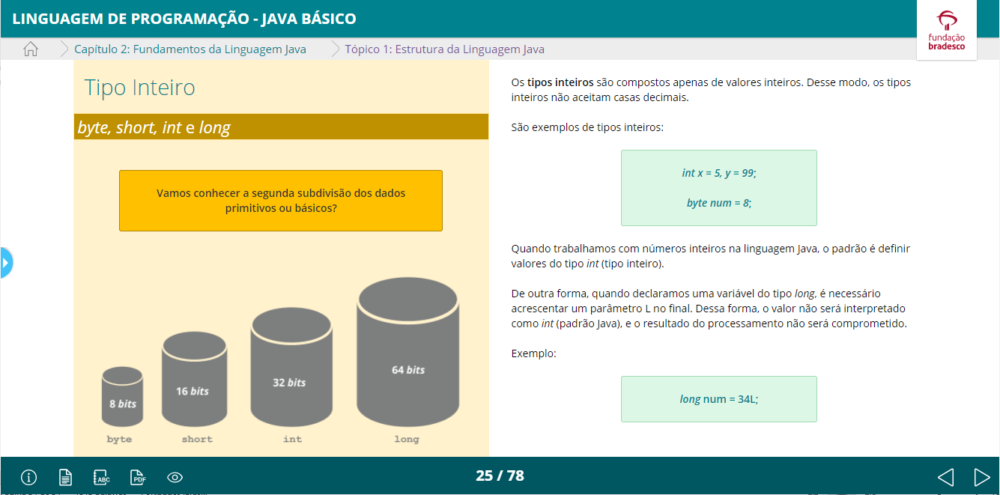 LINGUAGEM DE PROGRAMAÇÃO - JAVA BÁSICO
fundação
bradesco
Capítulo 2: Fundamentos da Linguagem Java
Tópico 1: Estrutura da Linguagem Java
Tipo Inteiro
byte, short, int e long
Vamos conhecer a segunda subdivisão dos dados
primitivos ou básicos?
8 bits
16 bits
32 bits
64 bits
byte
short
int
long
Os tipos inteiros são compostos apenas de valores inteiros. Desse modo, os tipos
inteiros não aceitam casas decimais.
São exemplos de tipos inteiros:
int x = 5, y = 99;
byte num = 8;
Quando trabalhamos com números inteiros na linguagem Java, o padrão é definir
valores do tipo int (tipo inteiro).
De outra forma, quando declaramos uma variável do tipo long, é necessário
acrescentar um parâmetro L no final. Dessa forma, o valor não será interpretado
como int (padrão Java), e o resultado do processamento não será comprometido.
Exemplo:
long num = 34L;
ABC
PDF
25 / 78